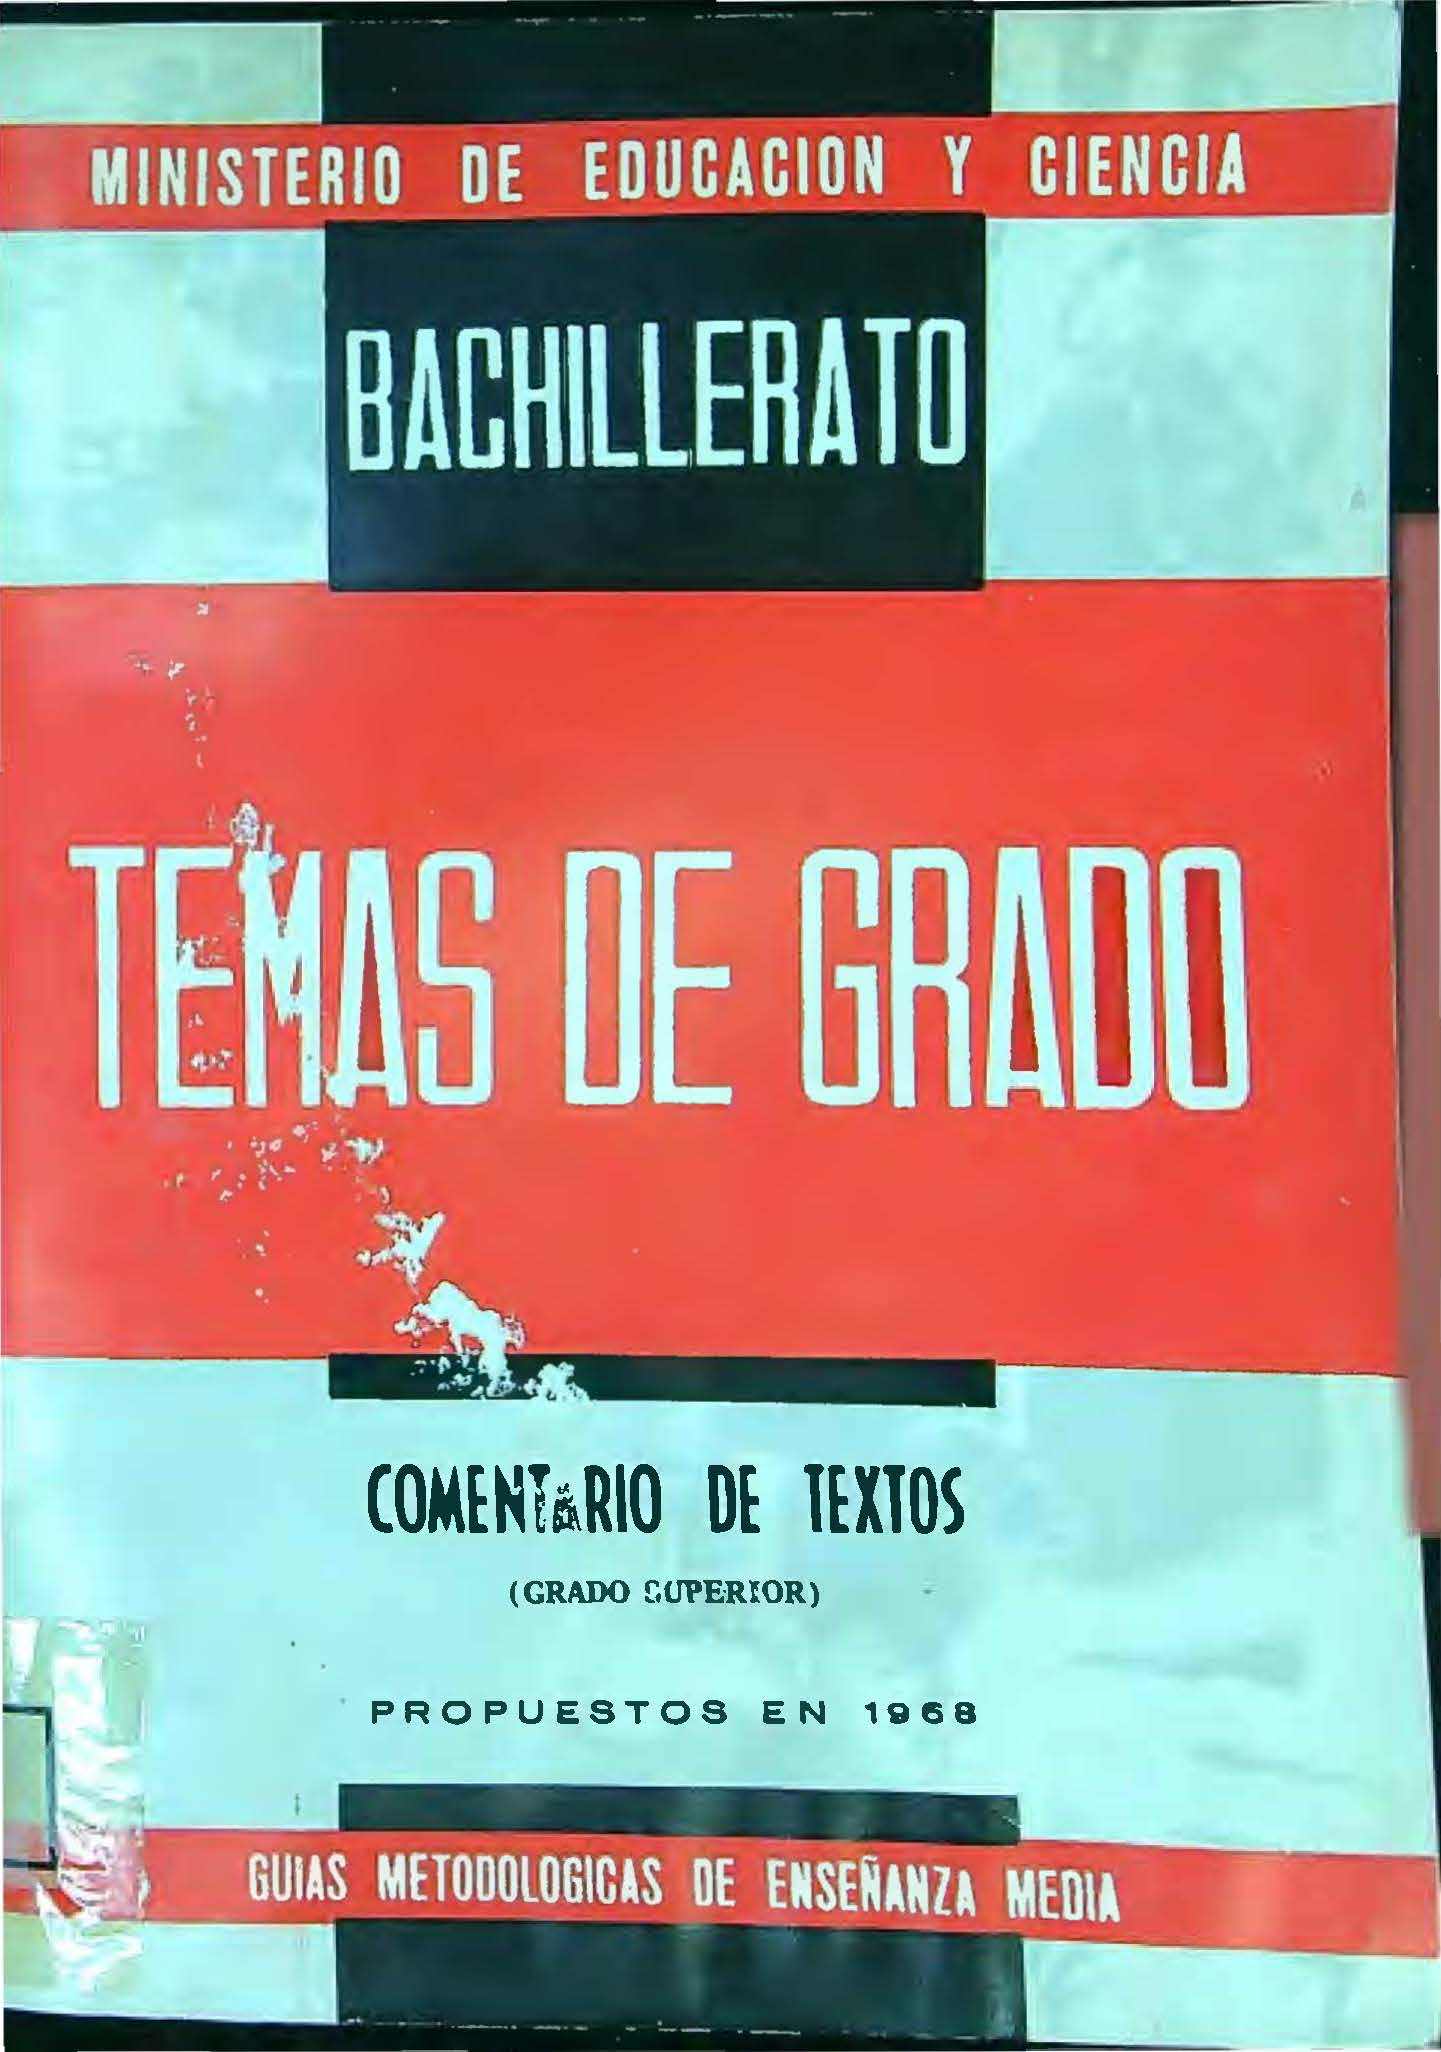 MINISTERIO DE EDUCACION Y CIENCIA
BACHILLERATO
TEMAS DE GRADO
COMENTARIO DE TEXTOS
(GRADO SUPERIOR)
PROPUESTOS EN 1968
GUIAS METODOLOGICAS DE ENSEÑANZA MEDIA